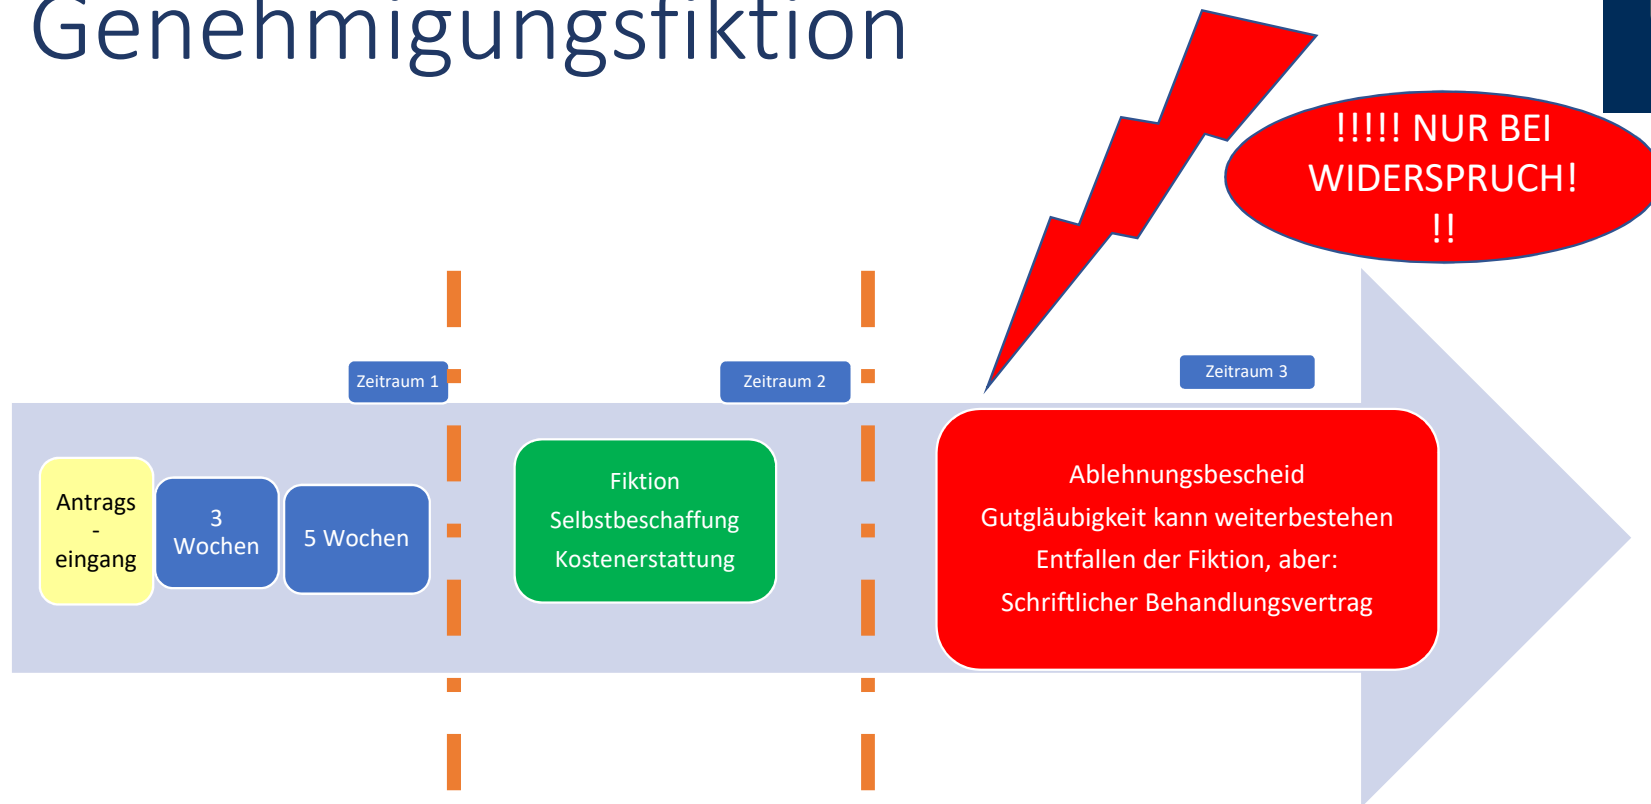 Genehmigungsfiktion
!!!!! NUR BEI
WIDERSPRUCH!
!!
Zeitraum 1
Zeitraum 2
Zeitraum 3
Antrags
-
eingang
3
Wochen
5 Wochen
Fiktion
Selbstbeschaffung
Kostenerstattung
Ablehnungsbescheid
Gutgläubigkeit kann weiterbestehen
Entfallen der Fiktion, aber:
Schriftlicher Behandlungsvertrag